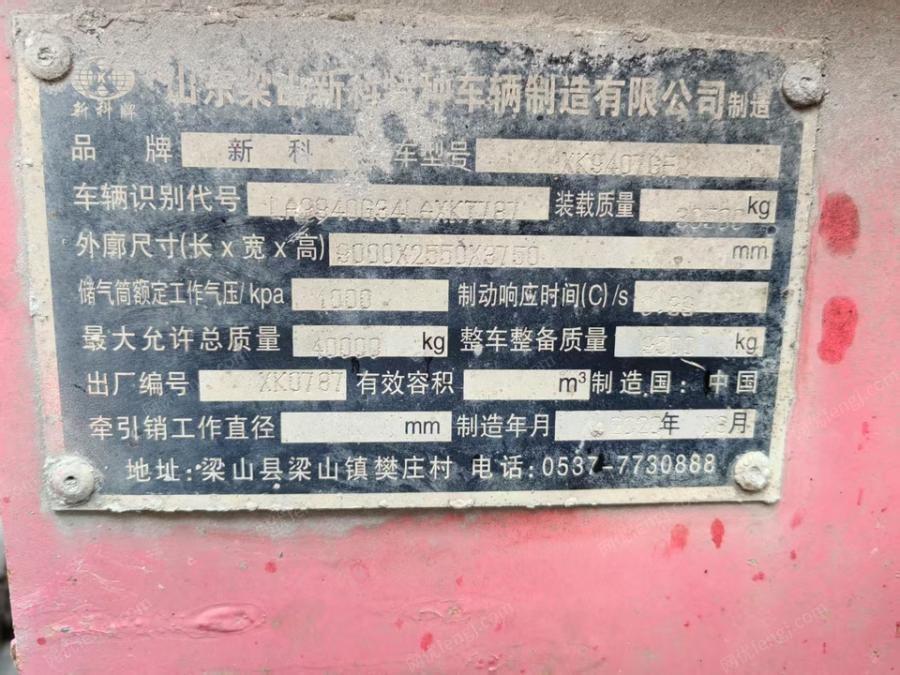 新科牌
山东梁山新科特种车辆制造有限公司制造
品牌 新科 车型号
车辆识别代号 LA9940G34LAXKT787 装载质量 kg
外廓尺寸(长x宽x高) 9000X2550X3750 mm
储气筒额定工作气压/kpa 1000 制动响应时间(C)/s
最大允许总质量 40000 kg 整车整备质量 kg
出厂编号 XK0787 有效容积 m³ 制造国: 中国
牵引销工作直径 mm 制造年月 2020年 月
地址:梁山县梁山镇樊庄村 电话:0537-7730888